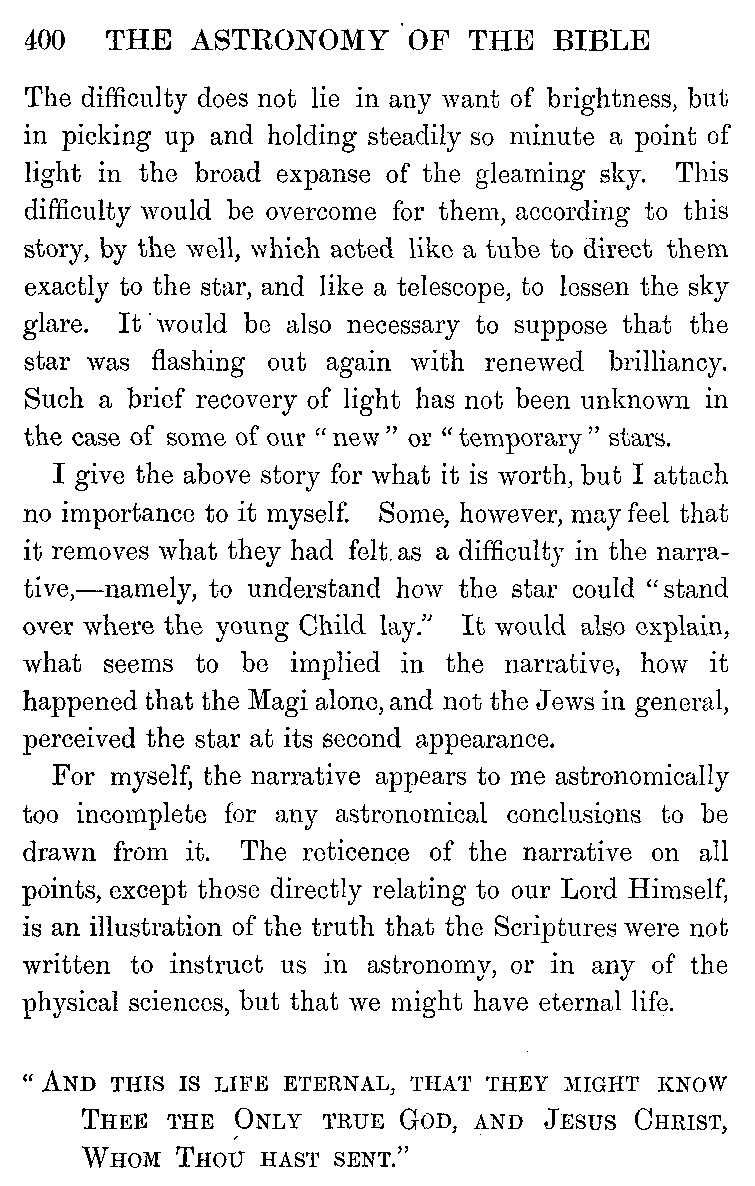 400 THE ASTRONOMY OF THE BIBLE
The difficulty does not lie in any want of brightness, but
in picking up and holding steadily so minute a point of
light in the broad expanse of the gleaming sky. This
difficulty would be overcome for them, according to this
story, by the well, which acted like a tube to direct them
exactly to the star, and like a telescope, to lessen the sky
glare. It would be also necessary to suppose that the
star was flashing out again with renewed brilliancy.
Such a brief recovery of light has not been unknown in
the case of some of our “new” or “temporary” stars.
I give the above story for what it is worth, but I attach
no importance to it myself. Some, however, may feel that
it removes what they had felt as a difficulty in the narra-
tive,—namely, to understand how the star could “stand
over where the young Child lay.” It would also explain,
what seems to be implied in the narrative, how it
happened that the Magi alone, and not the Jews in general,
perceived the star at its second appearance.
For myself, the narrative appears to me astronomically
too incomplete for any astronomical conclusions to be
drawn from it. The reticence of the narrative on all
points, except those directly relating to our Lord Himself,
is an illustration of the truth that the Scriptures were not
written to instruct us in astronomy, or in any of the
physical sciences, but that we might have eternal life.
“AND THIS IS LIFE ETERNAL, THAT THEY MIGHT KNOW
THEE THE ONLY TRUE GOD, AND JESUS CHRIST,
WHOM THOU HAST SENT.”